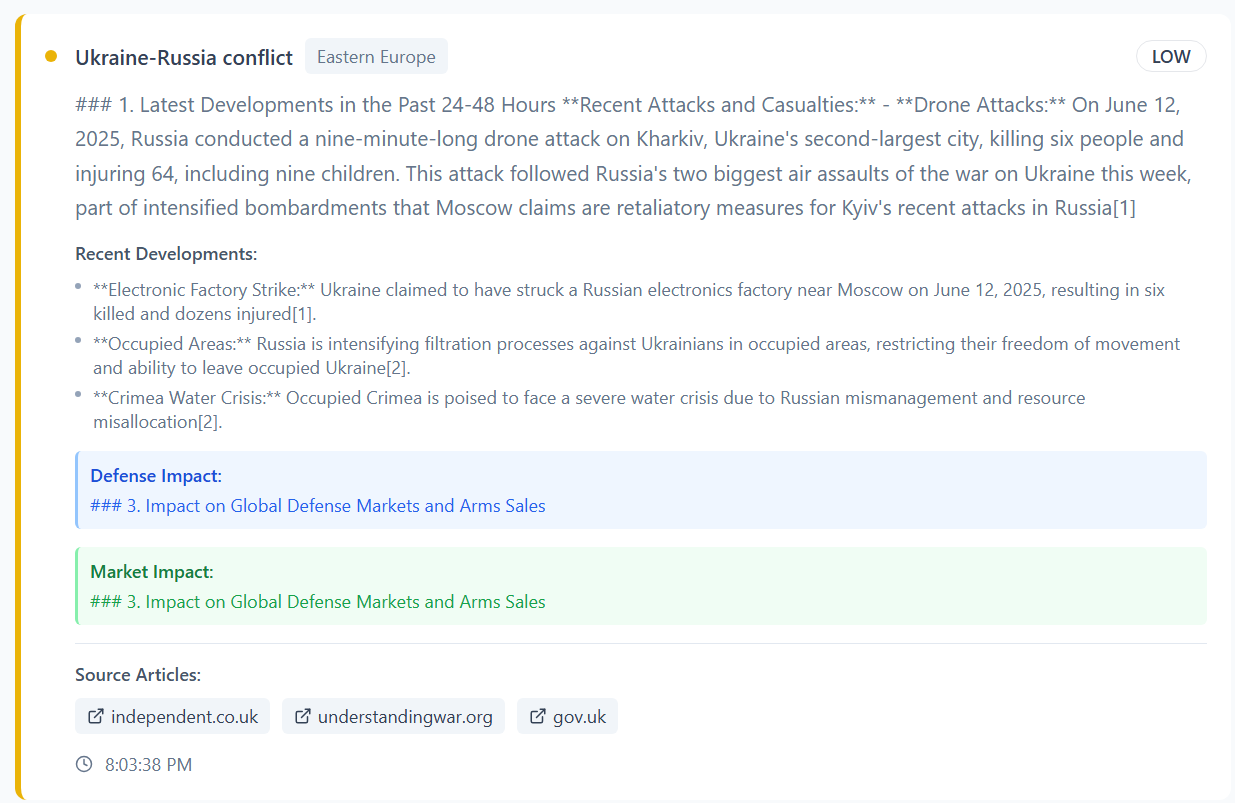 Ukraine-Russia conflict
Eastern Europe
LOW
### 1. Latest Developments in the Past 24-48 Hours **Recent Attacks and Casualties:** - **Drone Attacks:** On June 12,
2025, Russia conducted a nine-minute-long drone attack on Kharkiv, Ukraine's second-largest city, killing six people and
injuring 64, including nine children. This attack followed Russia's two biggest air assaults of the war on Ukraine this week,
part of intensified bombardments that Moscow claims are retaliatory measures for Kyiv's recent attacks in Russia[1]
Recent Developments:
**Electronic Factory Strike:** Ukraine claimed to have struck a Russian electronics factory near Moscow on June 12, 2025, resulting in six
killed and dozens injured[1].
**Occupied Areas:** Russia is intensifying filtration processes against Ukrainians in occupied areas, restricting their freedom of movement
and ability to leave occupied Ukraine[2].
**Crimea Water Crisis:** Occupied Crimea is poised to face a severe water crisis due to Russian mismanagement and resource
misallocation[2].
Defense Impact:
### 3. Impact on Global Defense Markets and Arms Sales
Market Impact:
### 3. Impact on Global Defense Markets and Arms Sales
Source Articles:
independent.co.uk
understandingwar.org
gov.uk
8:03:38 PM